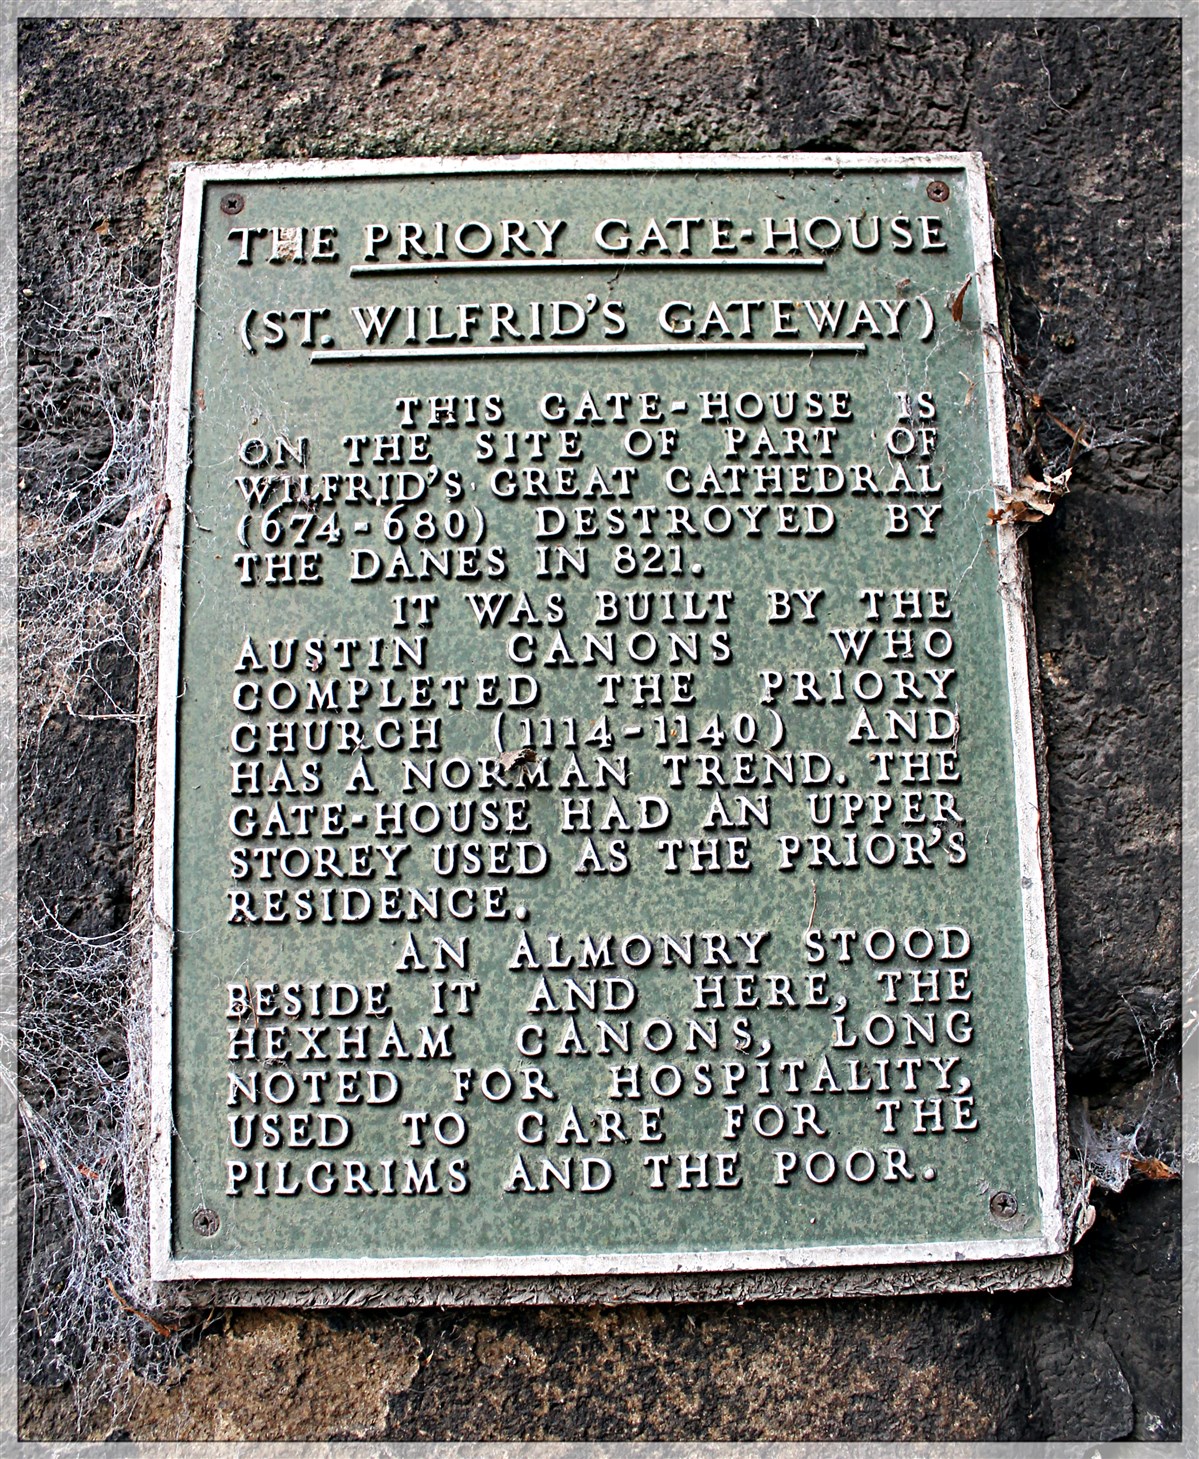 THE PRIORY GATE-HOUSE
(ST. WILFRID'S GATEWAY)
THIS GATE-HOUSE IS
ON THE SITE OF PART OF
WILFRID'S GREAT CATHEDRAL
(674-680) DESTROYED BY
THE DANES IN 821.
IT WAS BUILT BY THE
AUSTIN CANONS WHO
COMPLETED THE PRIORY
CHURCH (1114-1140) AND
HAS A NORMAN TREND. THE
GATE-HOUSE HAD AN UPPER
STOREY USED AS THE PRIOR'S
RESIDENCE.
AN ALMONRY STOOD
BESIDE IT AND HERE, THE
HEXHAM CANONS, LONG
NOTED FOR HOSPITALITY,
USED TO CARE FOR THE
PILGRIMS AND THE POOR.